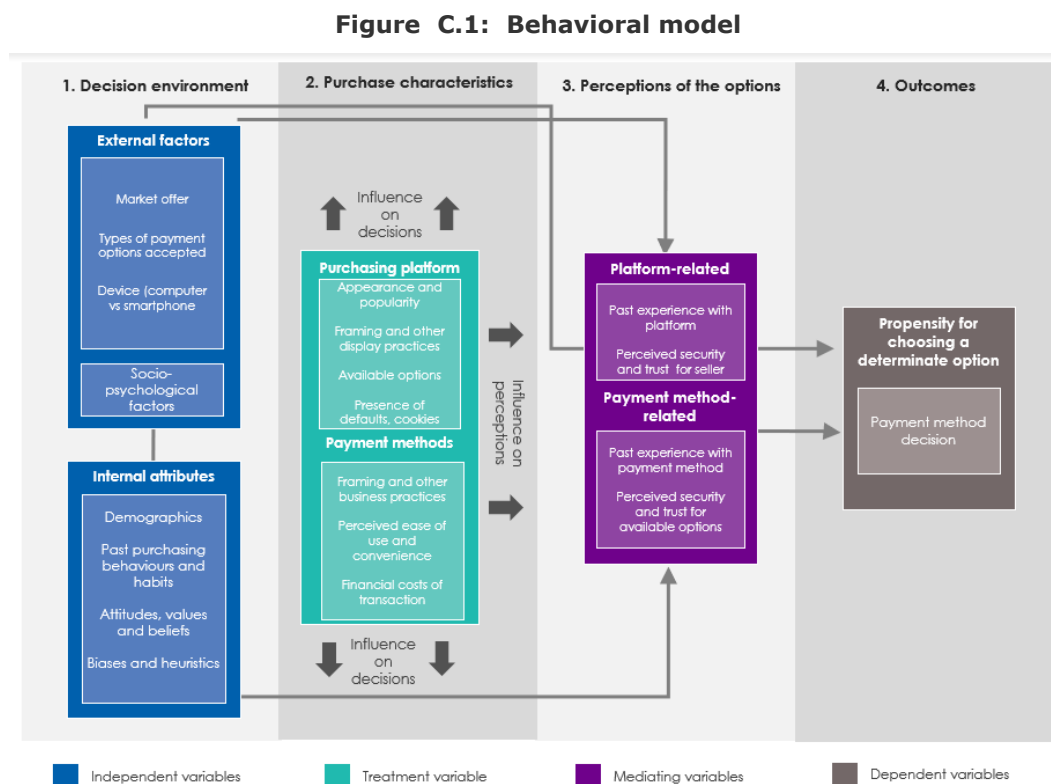 Figure C.1: Behavioral model
1. Decision environment
2. Purchase characteristics
3. Perceptions of the options
4. Outcomes
External factors
Market offer
Types of payment
options accepted
Device (computer
vs smartphone
Socio-
psychological
factors
Internal attributes
Demographics
Past purchasing
behaviours and
habits
Attitudes, values
and beliefs
Biases and heuristics
Influence
on
decisions
Purchasing platform
Appearance and
popularity
Framing and other
display practices
Available options
Presence of
defaults, cookies
Payment methods
Framing and other
business practices
Perceived ease of
use and
convenience
Financial costs of
transaction
Influence
on
decisions
Influence on
perceptions
Platform-related
Past experience with
platform
Perceived security
and trust for seller
Payment method-
related
Past experience with
payment method
Perceived security
and trust for
available options
Propensity for
choosing a
determinate option
Payment method
decision
Independent variables
Treatment variable
Mediating variables
Dependent variables